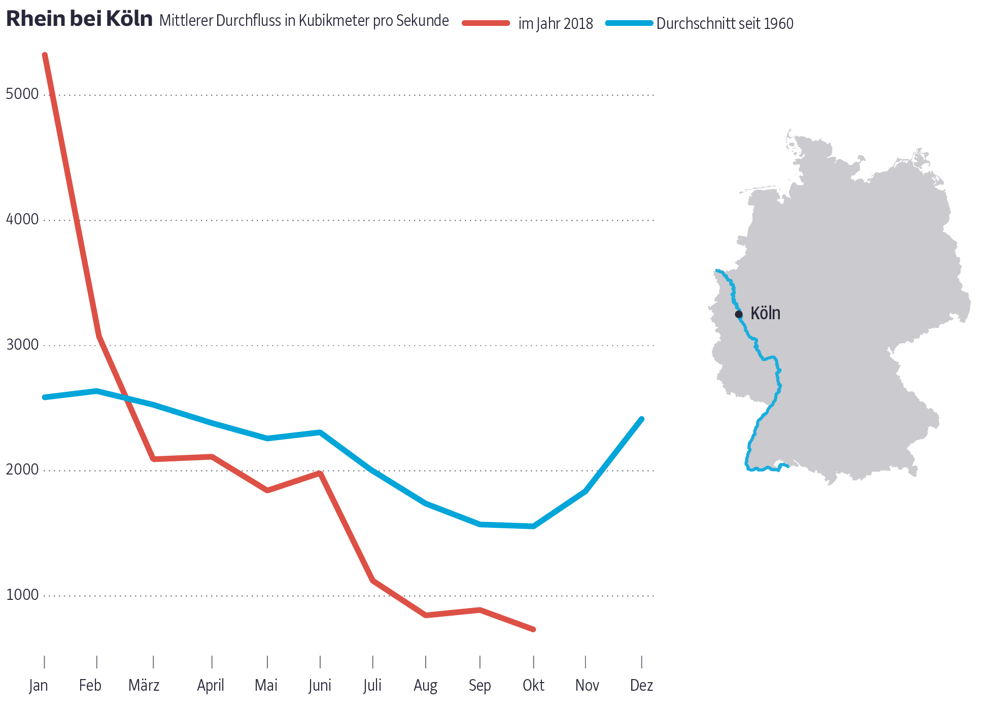 Rhein bei Köln Mittlerer Durchfluss in Kubikmeter pro Sekunde im Jahr 2018 Durchschnitt seit 1960
5000
4000
3000
2000
1000
Köln
Jan Feb März April Mai Juni Juli Aug Sep Okt Nov Dez